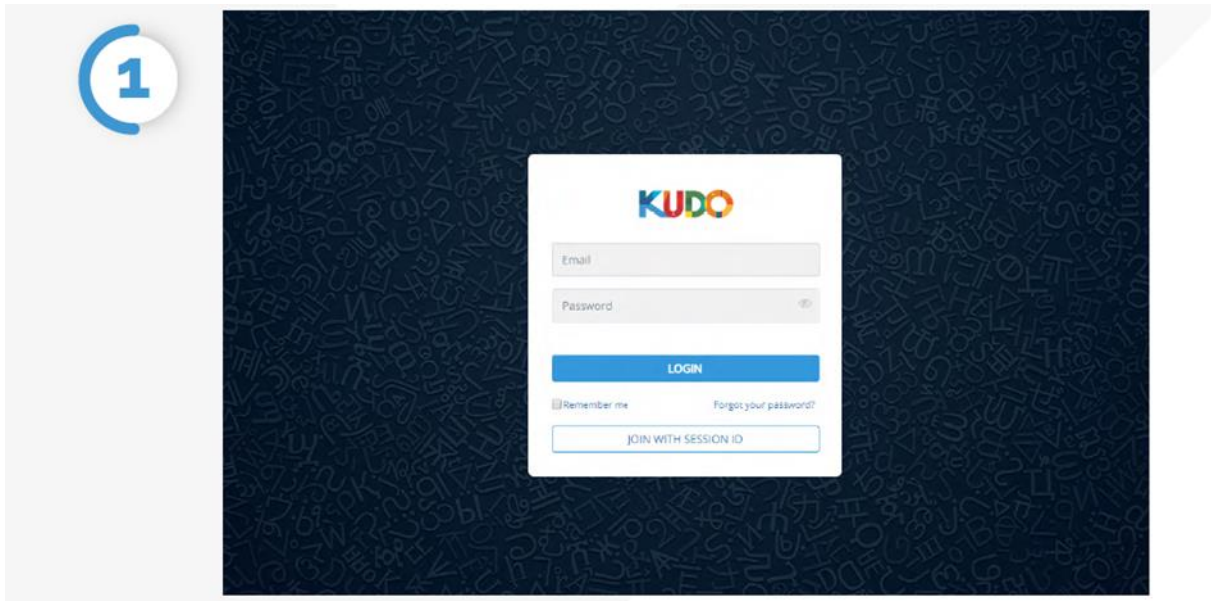 1
KUDO
Email
Password
LOGIN
Remember me
Forgot your password?
JOIN WITH SESSION ID